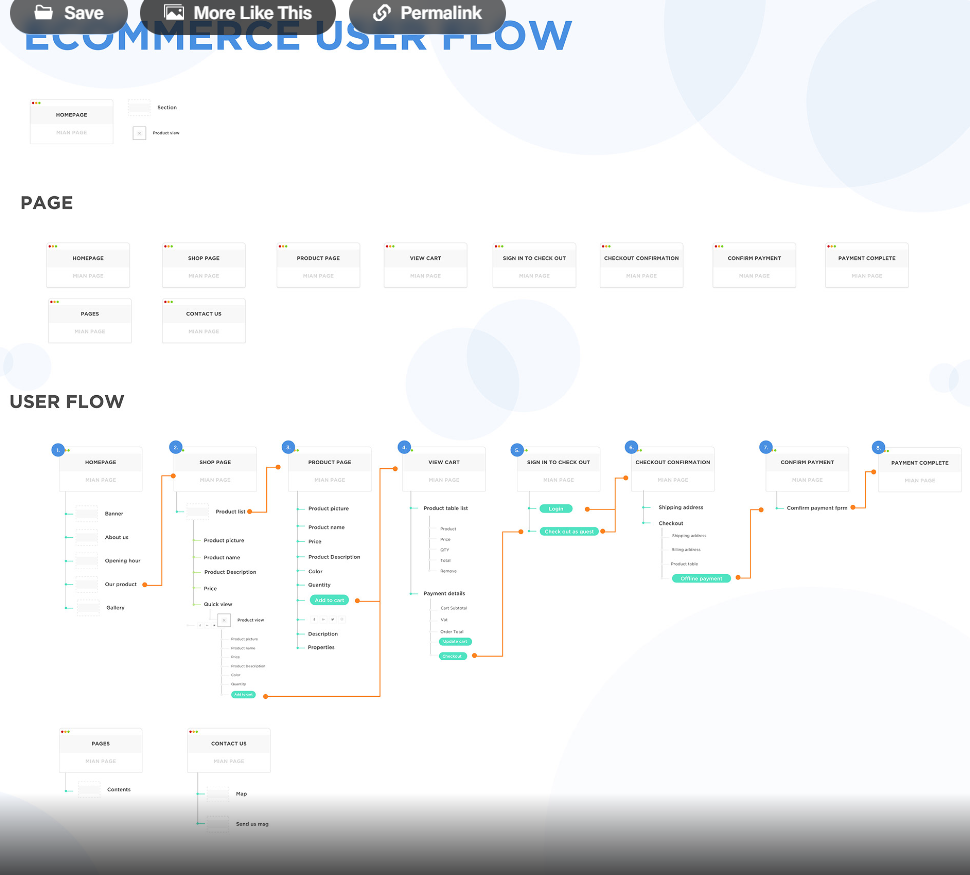 Save
More Like This
Permalink
ECOMMERCE USER FLOW
HOMEPAGE
MIAN PAGE
Section
Product view
PAGE
HOMEPAGE
MIAN PAGE
SHOP PAGE
MIAN PAGE
PRODUCT PAGE
MIAN PAGE
VIEW CART
MIAN PAGE
SIGN IN TO CHECK OUT
MIAN PAGE
CHECKOUT CONFIRMATION
MIAN PAGE
CONFIRM PAYMENT
MIAN PAGE
PAYMENT COMPLETE
MIAN PAGE
PAGES
MIAN PAGE
CONTACT US
MIAN PAGE
USER FLOW
1.
HOMEPAGE
MIAN PAGE
Banner
About us
Opening hour
Our product
Gallery
2.
SHOP PAGE
MIAN PAGE
Product list
Product picture
Product name
Product Description
Price
Quick view
Product view
Product picture
Product name
Price
Product Description
Color
Quantity
Add to cart
3.
PRODUCT PAGE
MIAN PAGE
Product picture
Product name
Price
Product Description
Color
Quantity
Add to cart
Description
Properties
4.
VIEW CART
MIAN PAGE
Product table list
Product
Price
QTY
Total
Remove
Payment details
Cart Subtotal
Vat
Order Total
Update cart
Checkout
5.
SIGN IN TO CHECK OUT
MIAN PAGE
Login
Check out as guest
6.
CHECKOUT CONFIRMATION
MIAN PAGE
Shipping address
Checkout
Shipping address
Billing address
Product table
Offline payment
7.
CONFIRM PAYMENT
MIAN PAGE
Comfirm payment fprm
8.
PAYMENT COMPLETE
MIAN PAGE
PAGES
MIAN PAGE
Contents
CONTACT US
MIAN PAGE
Map
Send us msg